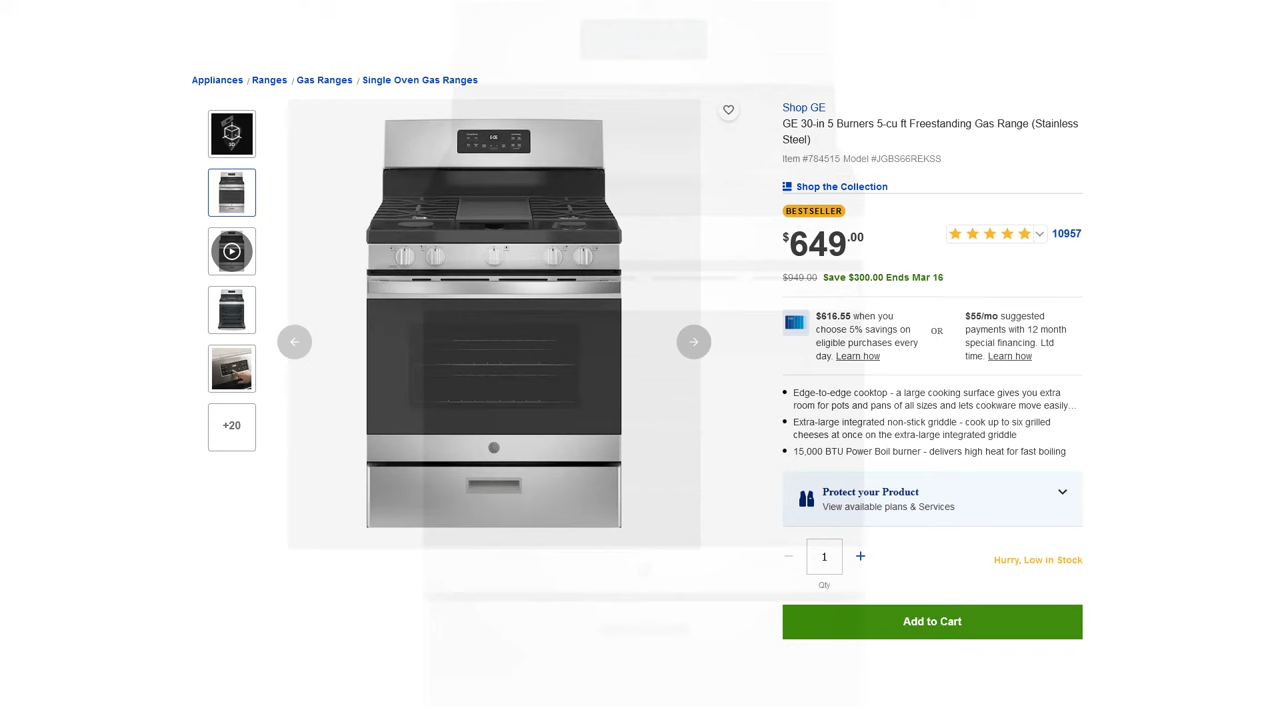 Appliances / Ranges / Gas Ranges / Single Oven Gas Ranges
3D
+20
Shop GE
GE 30-in 5 Burners 5-cu ft Freestanding Gas Range (Stainless
Steel)
Item #784515 Model #JGBS66REKSS
Shop the Collection
BESTSELLER
$649.00
10957
$949.00 Save $300.00 Ends Mar 16
$616.55 when you
choose 5% savings on
eligible purchases every
day. Learn how
OR
$55/mo suggested
payments with 12 month
special financing. Ltd
time. Learn how
Edge-to-edge cooktop - a large cooking surface gives you extra
room for pots and pans of all sizes and lets cookware move easily…
Extra-large integrated non-stick griddle - cook up to six grilled
cheeses at once on the extra-large integrated griddle
15,000 BTU Power Boil burner - delivers high heat for fast boiling
Protect your Product
View available plans & Services
1
Qty
Hurry, Low in Stock
Add to Cart